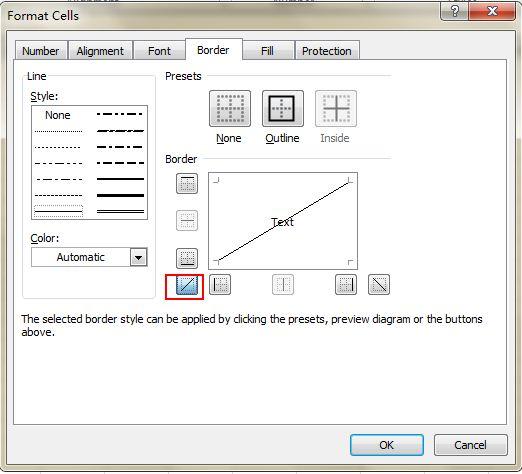 Format Cells
Number Alignment Font Border Fill Protection
Line
Style:
None
Color:
Automatic
Presets
None Outline Inside
Border
Text
The selected border style can be applied by clicking the presets, preview diagram or the buttons
above.
OK Cancel